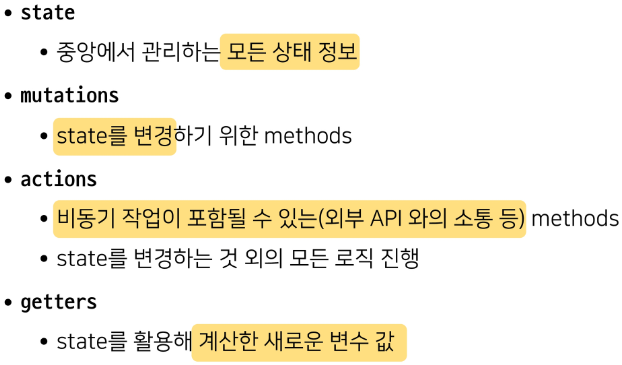 • state
• 중앙에서 관리하는 모든 상태 정보
• mutations
• state를 변경하기 위한 methods
• actions
• 비동기 작업이 포함될 수 있는(외부 API 와의 소통 등) methods
• state를 변경하는 것 외의 모든 로직 진행
• getters
• state를 활용해 계산한 새로운 변수 값